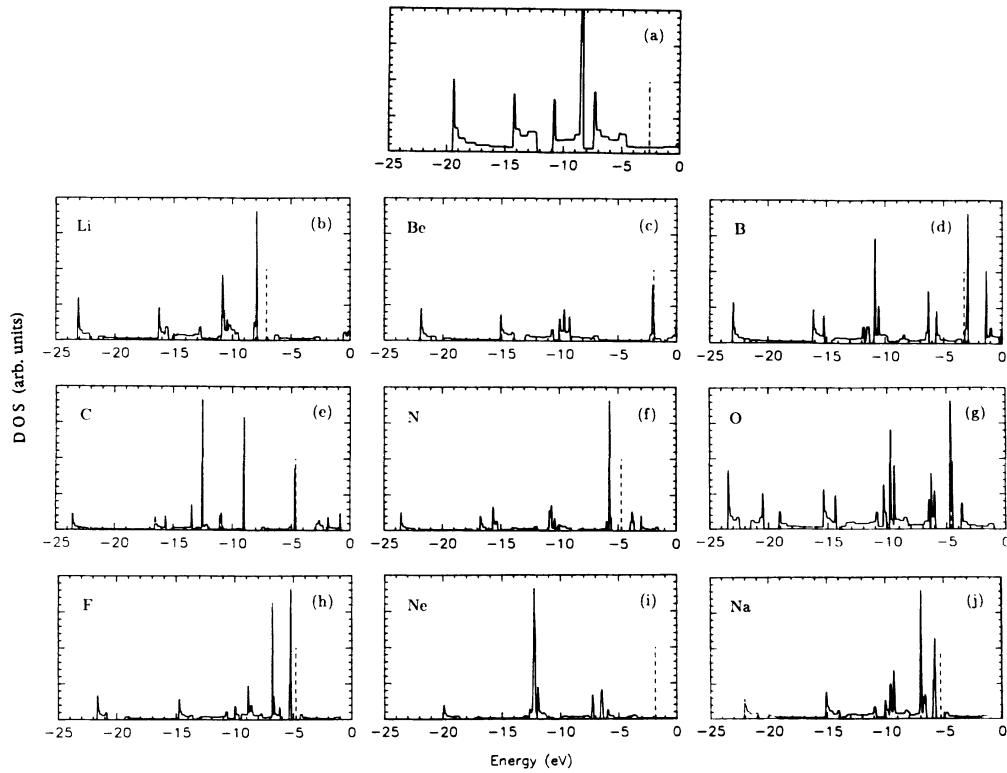 (a)
−25 −20 −15 −10 −5 0
Li (b)
Be (c)
B (d)
−25 −20 −15 −10 −5 0
−25 −20 −15 −10 −5 0
−25 −20 −15 −10 −5 0
C (e)
N (f)
O (g)
−25 −20 −15 −10 −5 0
−25 −20 −15 −10 −5 0
−25 −20 −15 −10 −5 0
F (h)
Ne (i)
Na (j)
−25 −20 −15 −10 −5 0
−25 −20 −15 −10 −5 0
−25 −20 −15 −10 −5 0
DOS (arb. units)
Energy (eV)